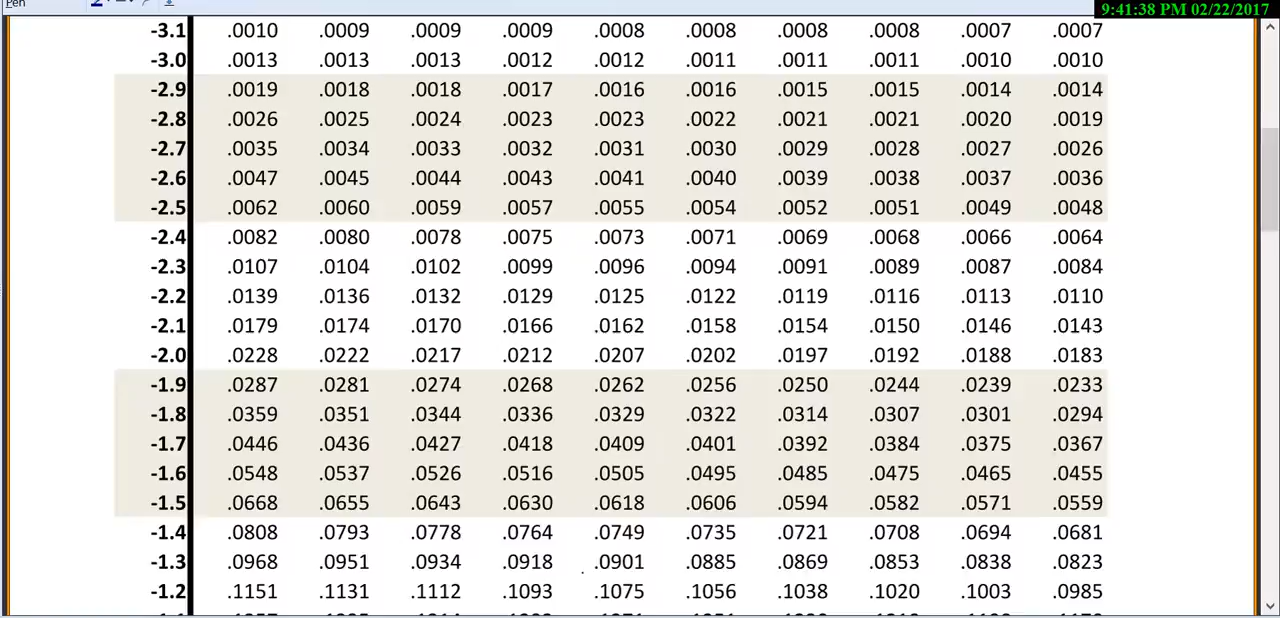 Pen
9:41:38 PM 02/22/2017
-3.1 .0010 .0009 .0009 .0009 .0008 .0008 .0008 .0008 .0007 .0007
-3.0 .0013 .0013 .0013 .0012 .0012 .0011 .0011 .0011 .0010 .0010
-2.9 .0019 .0018 .0018 .0017 .0016 .0016 .0015 .0015 .0014 .0014
-2.8 .0026 .0025 .0024 .0023 .0023 .0022 .0021 .0021 .0020 .0019
-2.7 .0035 .0034 .0033 .0032 .0031 .0030 .0029 .0028 .0027 .0026
-2.6 .0047 .0045 .0044 .0043 .0041 .0040 .0039 .0038 .0037 .0036
-2.5 .0062 .0060 .0059 .0057 .0055 .0054 .0052 .0051 .0049 .0048
-2.4 .0082 .0080 .0078 .0075 .0073 .0071 .0069 .0068 .0066 .0064
-2.3 .0107 .0104 .0102 .0099 .0096 .0094 .0091 .0089 .0087 .0084
-2.2 .0139 .0136 .0132 .0129 .0125 .0122 .0119 .0116 .0113 .0110
-2.1 .0179 .0174 .0170 .0166 .0162 .0158 .0154 .0150 .0146 .0143
-2.0 .0228 .0222 .0217 .0212 .0207 .0202 .0197 .0192 .0188 .0183
-1.9 .0287 .0281 .0274 .0268 .0262 .0256 .0250 .0244 .0239 .0233
-1.8 .0359 .0351 .0344 .0336 .0329 .0322 .0314 .0307 .0301 .0294
-1.7 .0446 .0436 .0427 .0418 .0409 .0401 .0392 .0384 .0375 .0367
-1.6 .0548 .0537 .0526 .0516 .0505 .0495 .0485 .0475 .0465 .0455
-1.5 .0668 .0655 .0643 .0630 .0618 .0606 .0594 .0582 .0571 .0559
-1.4 .0808 .0793 .0778 .0764 .0749 .0735 .0721 .0708 .0694 .0681
-1.3 .0968 .0951 .0934 .0918 .0901 .0885 .0869 .0853 .0838 .0823
-1.2 .1151 .1131 .1112 .1093 .1075 .1056 .1038 .1020 .1003 .0985